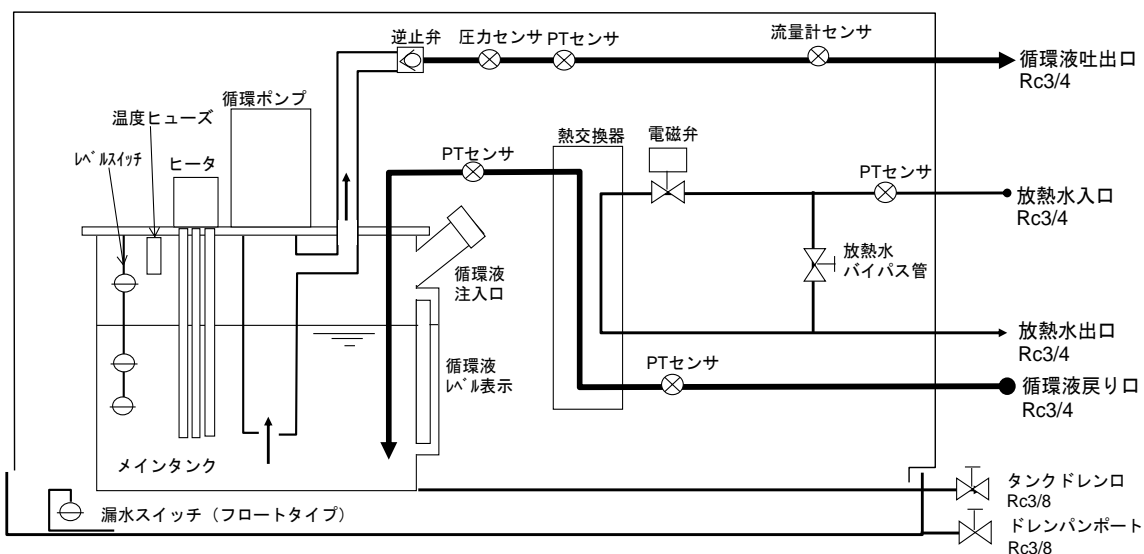 逆止弁
圧力センサ
PTセンサ
流量計センサ
循環液吐出口
Rc3/4
循環ポンプ
温度ヒューズ
レベルスイッチ
ヒータ
PTセンサ
熱交換器
電磁弁
PTセンサ
放熱水入口
Rc3/4
循環液
注入口
放熱水
バイパス管
放熱水出口
Rc3/4
循環液
レベル表示
PTセンサ
循環液戻り口
Rc3/4
メインタンク
タンクドレン口
Rc3/8
漏水スイッチ（フロートタイプ）
ドレンパンポート
Rc3/8